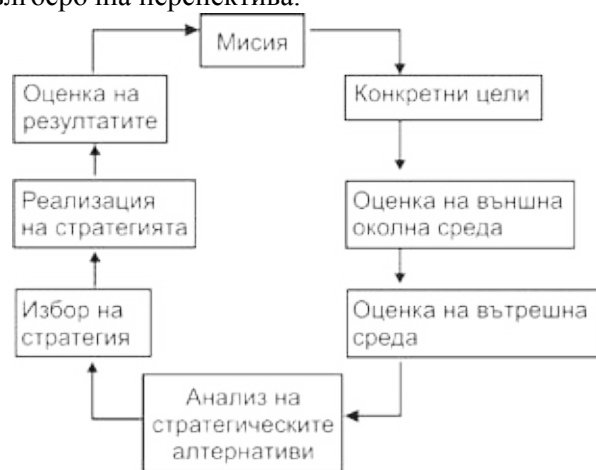 перспектива.
Мисия
Конкретни цели
Оценка на външна
околна среда
Оценка на вътрешна
среда
Анализ на
стратегическите
алтернативи
Избор на
стратегия
Реализация
на стратегията
Оценка на
резултатите